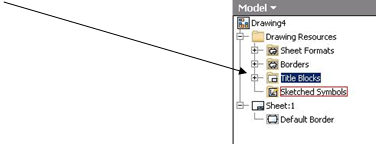 Model
Drawing4
Drawing Resources
Sheet Formats
Borders
Title Blocks
Sketched Symbols
Sheet:1
Default Border